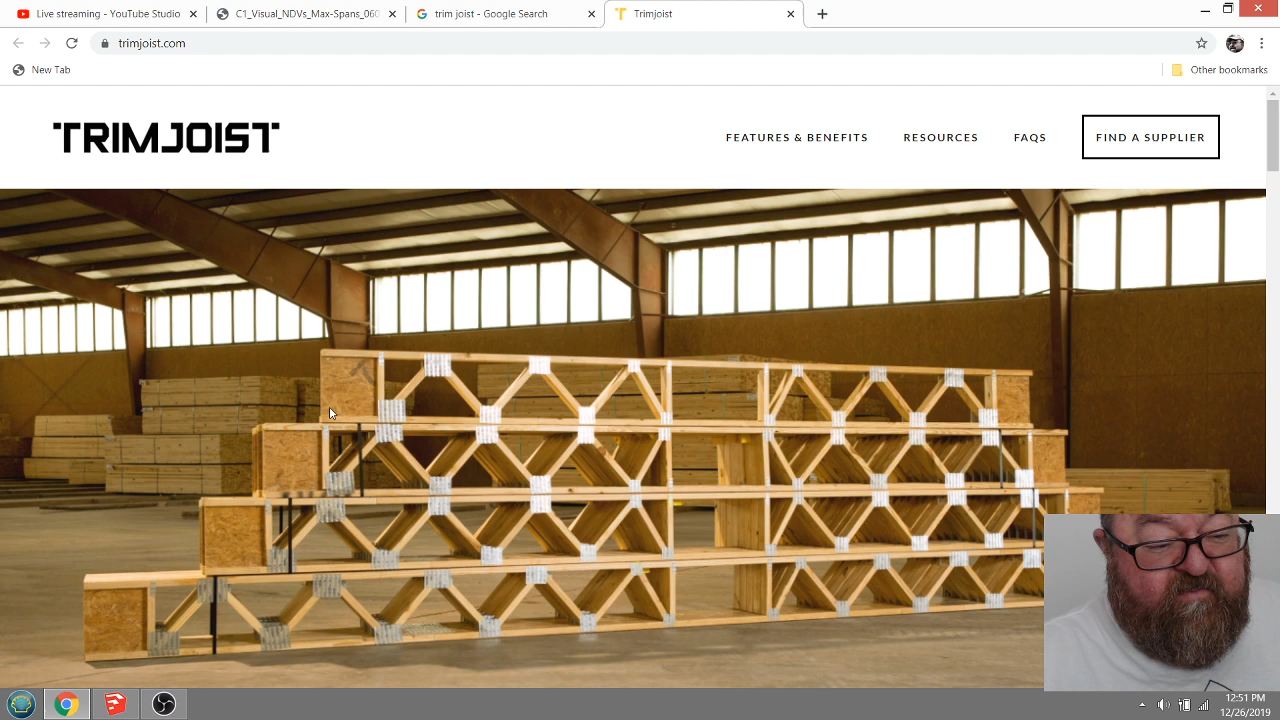 Live streaming - YouTube Studio
C1_Visual_NDVs_Max-Spans_060
trim joist - Google Search
Trimjoist
trimjoist.com
New Tab
Other bookmarks
TRIMJOIST
FEATURES & BENEFITS
RESOURCES
FAQS
FIND A SUPPLIER
12:51 PM
12/26/2019